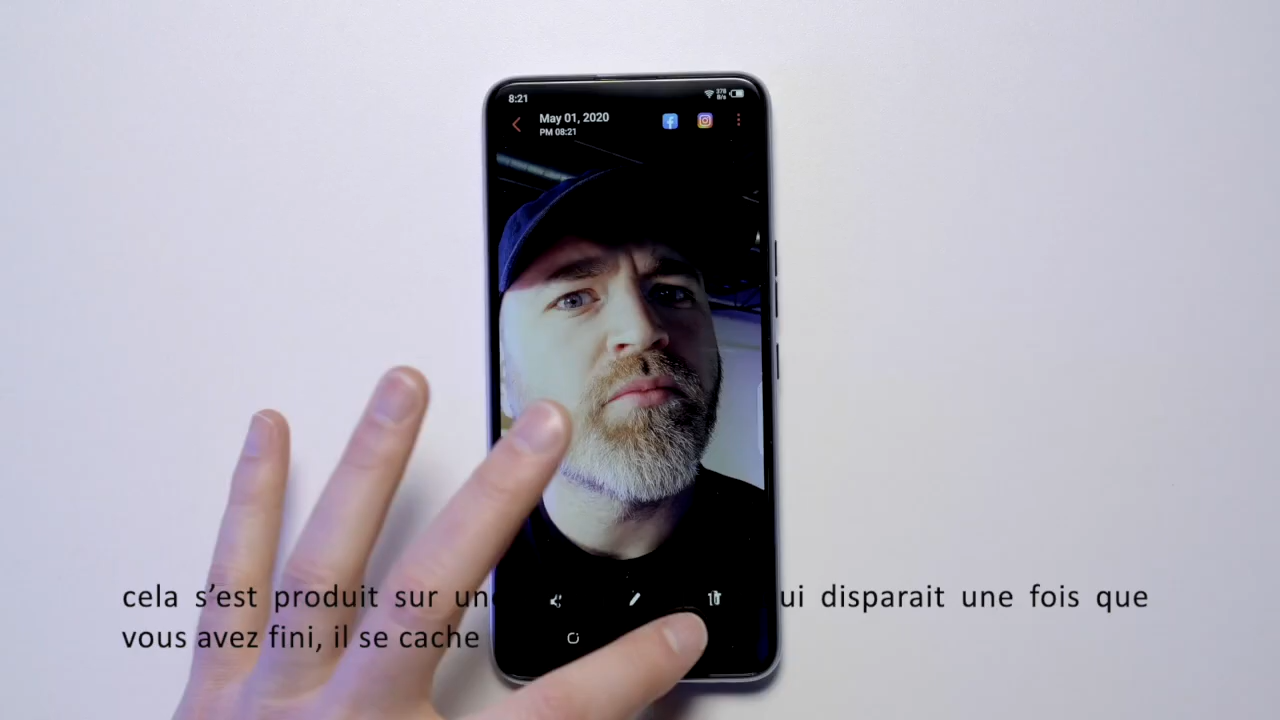 8:21
378
B/s
May 01, 2020
PM 08:21
cela s’est produit sur un ui disparait une fois que
vous avez fini, il se cache